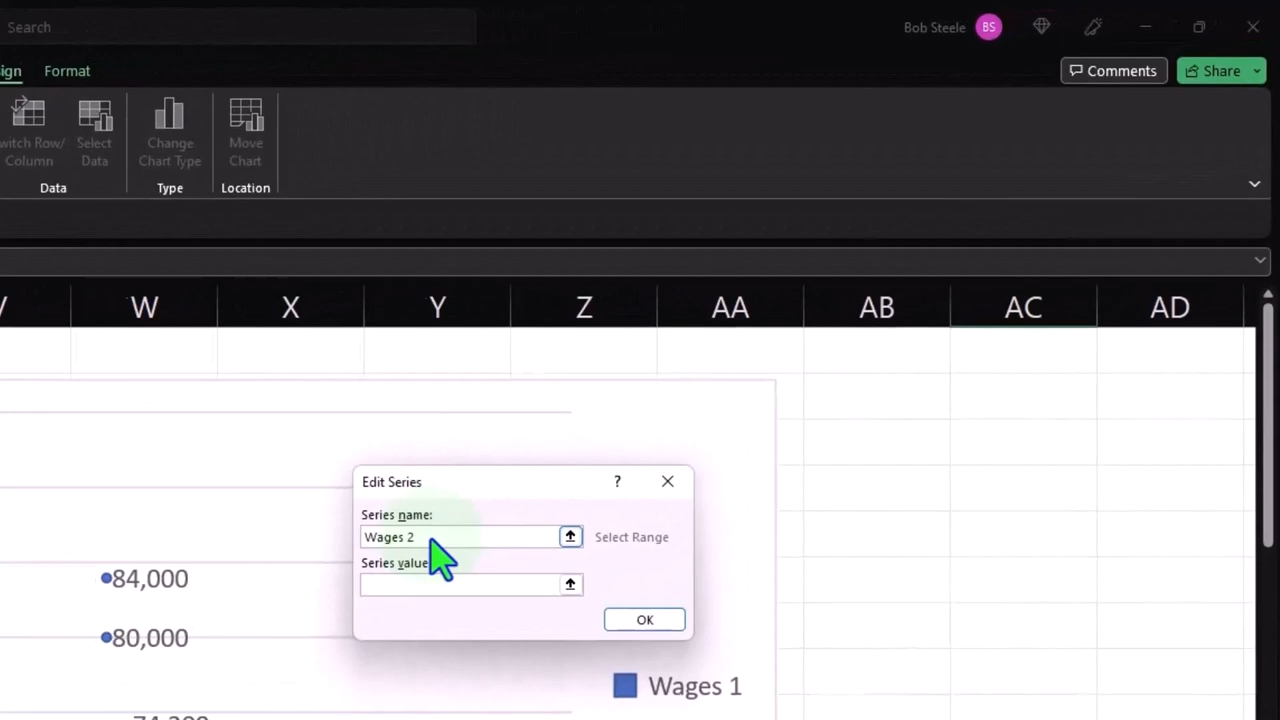 Search
Bob Steele BS
ign Format
Comments Share
witch Row/ Column
Select Data
Change Chart Type
Move Chart
Data Type Location
W X Y Z AA AB AC AD
Edit Series ?
Series name:
Wages 2 Select Range
Series value
OK
84,000
80,000
Wages 1